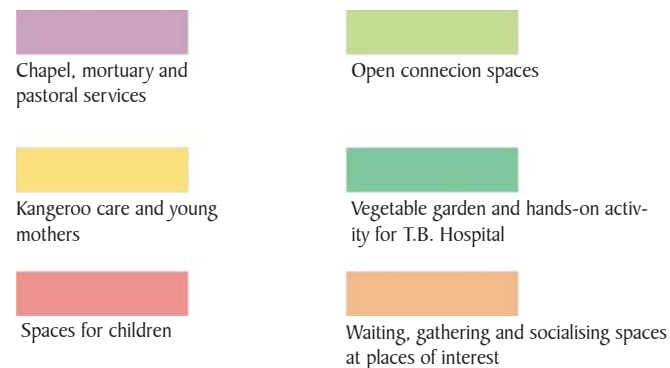 Chapel, mortuary and
pastoral services
Open connecion spaces
Kangeroo care and young
mothers
Vegetable garden and hands-on activ-
ity for T.B. Hospital
Spaces for children
Waiting, gathering and socialising spaces
at places of interest